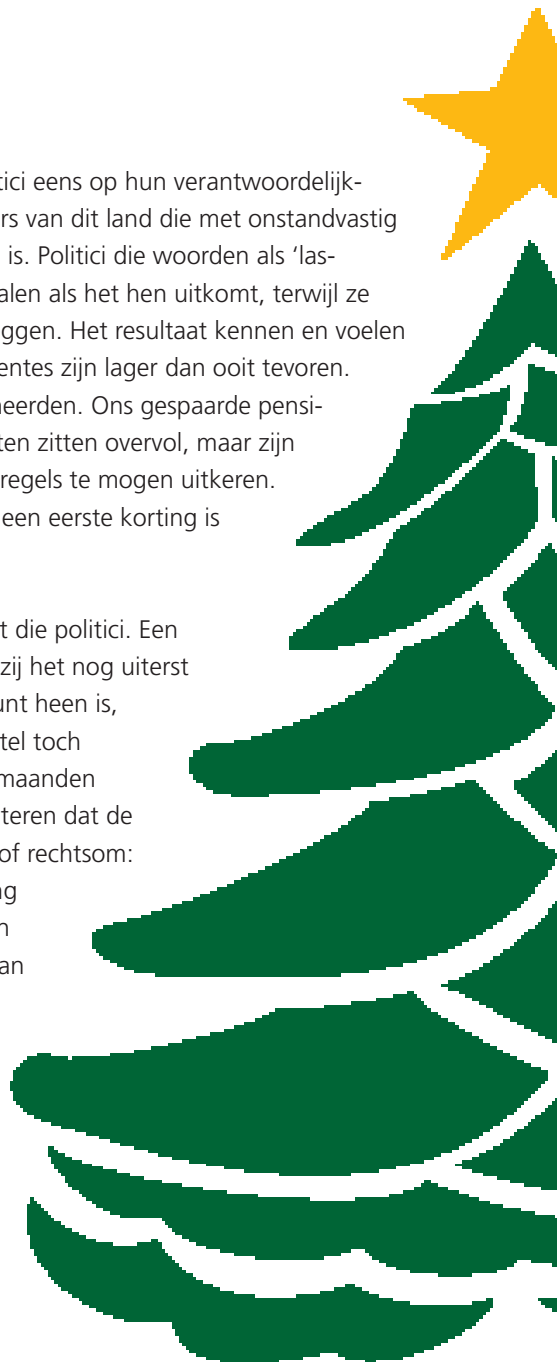 tici eens op hun verantwoordelijk-
rs van dit land die met onstandvastig
is. Politici die woorden als ‘las-
alen als het hen uitkomt, terwijl ze
ggen. Het resultaat kennen en voelen
entes zijn lager dan ooit tevoren.
neerden. Ons gespaarde pensi-
ten zitten overvol, maar zijn
regels te mogen uitkeren.
een eerste korting is
t die politici. Een
zij het nog uiterst
unt heen is,
tel toch
maanden
teren dat de
of rechtsom:
ng
n
an